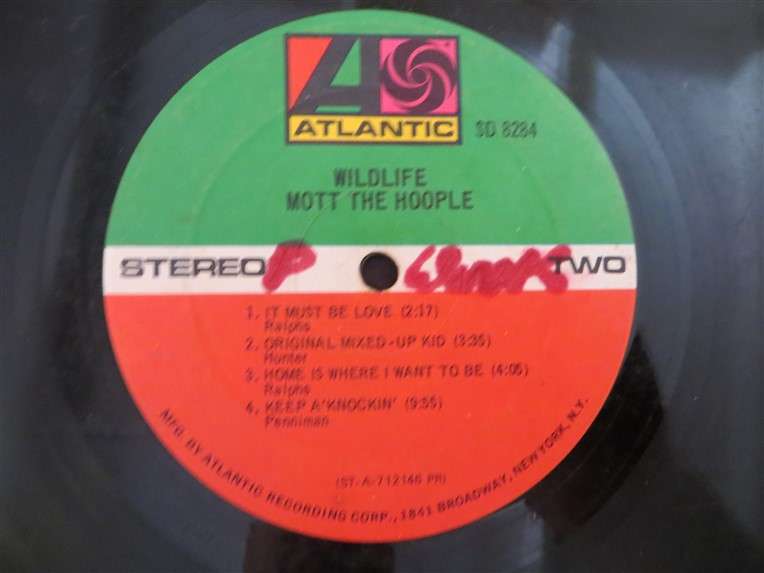 ATLANTIC SD 8284
WILDLIFE
MOTT THE HOOPLE
STEREO P TWO
1. IT MUST BE LOVE (2:17)
Ralphs
2. ORIGINAL MIXED-UP KID (3:35)
Hunter
3. HOME IS WHERE I WANT TO BE (4:05)
Ralphs
4. KEEP A'KNOCKIN' (9:35)
Penniman
(ST-A-712146 PR)
MFG. BY ATLANTIC RECORDING CORP., 1841 BROADWAY, NEW YORK, N.Y.